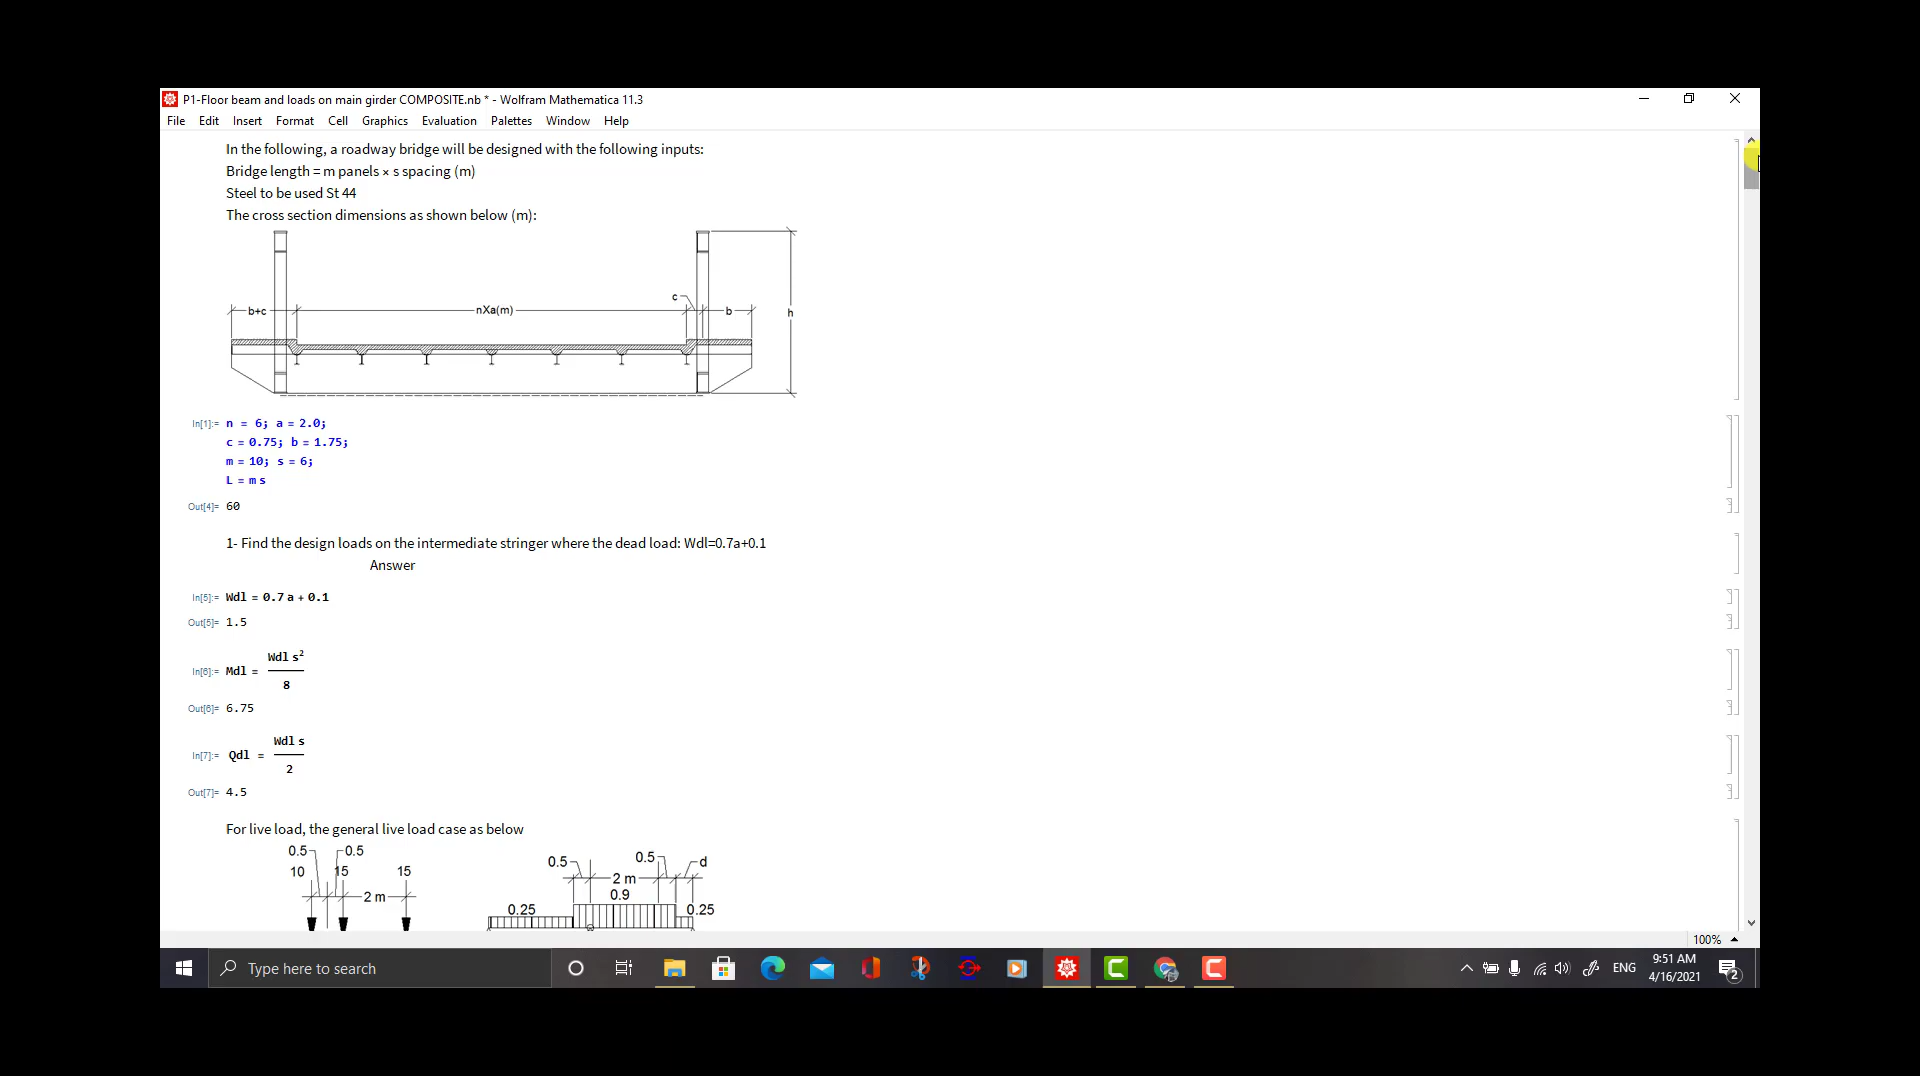 P1-Floor beam and loads on main girder COMPOSITE.nb * - Wolfram Mathematica 11.3
File Edit Insert Format Cell Graphics Evaluation Palettes Window Help
In the following, a roadway bridge will be designed with the following inputs:
Bridge length = m panels × s spacing (m)
Steel to be used St 44
The cross section dimensions as shown below (m):
c
b+c nXa(m) b h
In[1]:= n = 6; a = 2.0;
c = 0.75; b = 1.75;
m = 10; s = 6;
L = m s
Out[4]= 60
1- Find the design loads on the intermediate stringer where the dead load: Wdl=0.7a+0.1
Answer
In[5]:= Wdl = 0.7 a + 0.1
Out[5]= 1.5
Wdl s²
In[6]:= Mdl =
8
Out[6]= 6.75
Wdl s
In[7]:= Qdl =
2
Out[7]= 4.5
For live load, the general live load case as below
0.5 0.5 0.5 0.5 d
10 15 15 2 m
2 m 0.9
0.25 0.25
100%
Type here to search
ENG
9:51 AM
4/16/2021
2